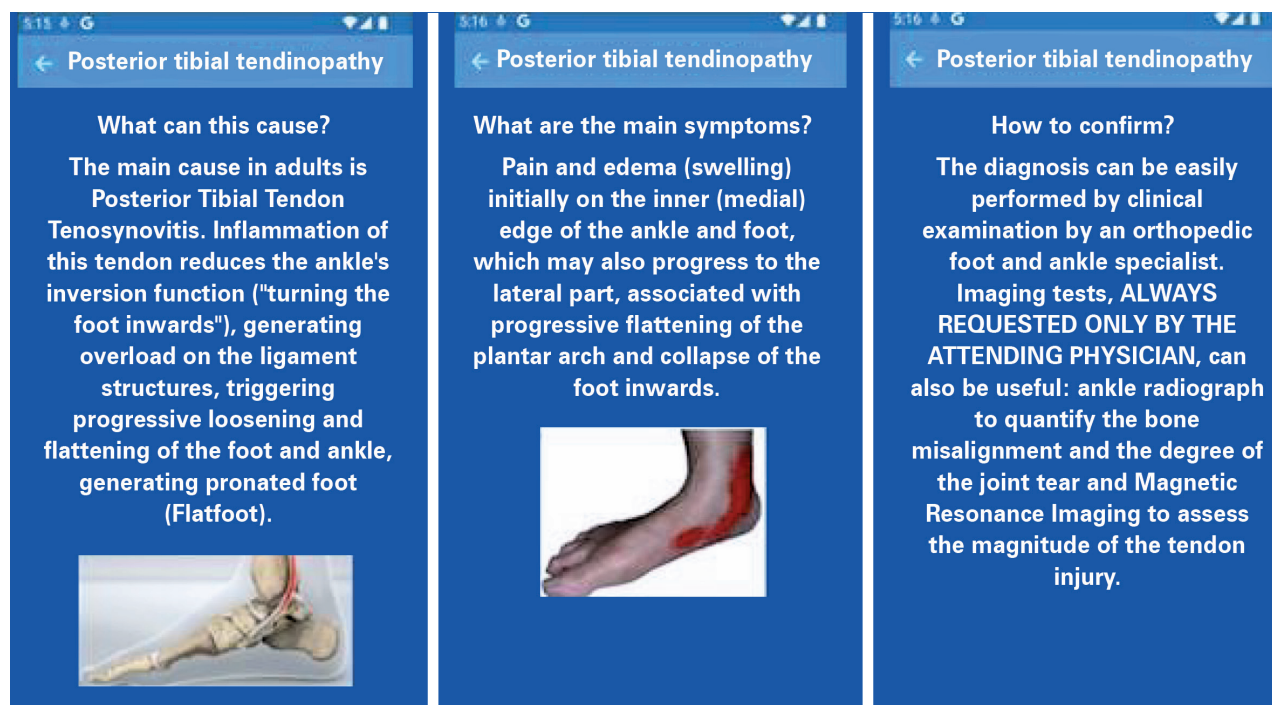 5:15 G
Posterior tibial tendinopathy
What can this cause?
The main cause in adults is
Posterior Tibial Tendon
Tenosynovitis. Inflammation of
this tendon reduces the ankle's
inversion function ("turning the
foot inwards"), generating
overload on the ligament
structures, triggering
progressive loosening and
flattening of the foot and ankle,
generating pronated foot
(Flatfoot).
5:16 G
Posterior tibial tendinopathy
What are the main symptoms?
Pain and edema (swelling)
initially on the inner (medial)
edge of the ankle and foot,
which may also progress to the
lateral part, associated with
progressive flattening of the
plantar arch and collapse of the
foot inwards.
5:16 G
Posterior tibial tendinopathy
How to confirm?
The diagnosis can be easily
performed by clinical
examination by an orthopedic
foot and ankle specialist.
Imaging tests, ALWAYS
REQUESTED ONLY BY THE
ATTENDING PHYSICIAN, can
also be useful: ankle radiograph
to quantify the bone
misalignment and the degree of
the joint tear and Magnetic
Resonance Imaging to assess
the magnitude of the tendon
injury.